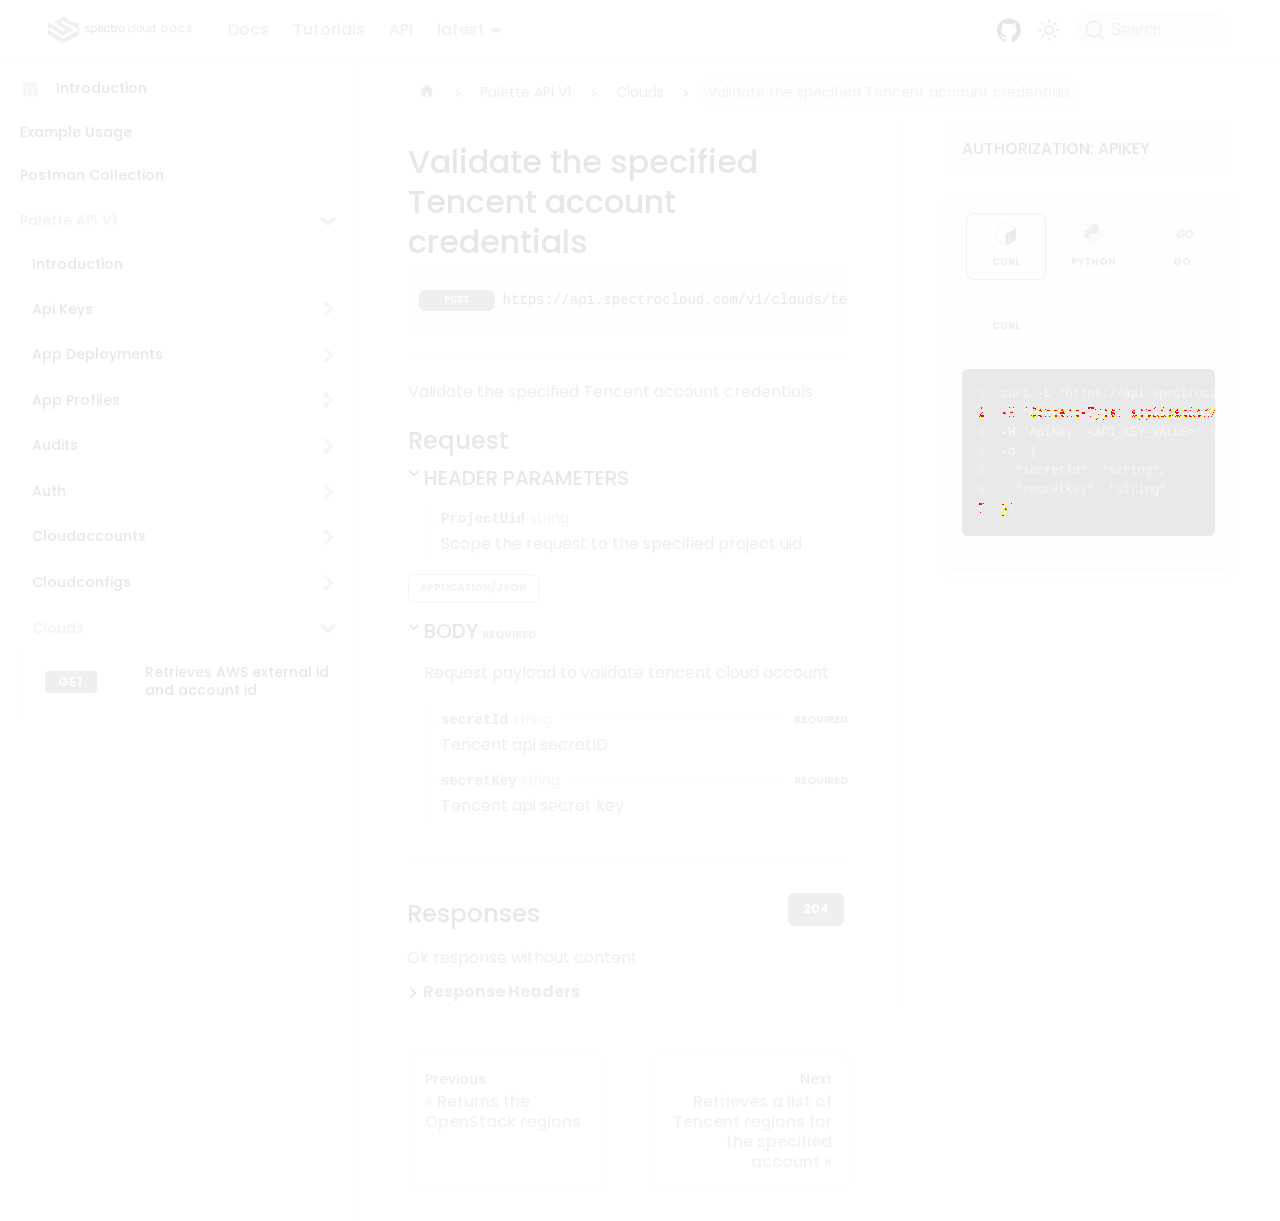 spectro cloud DOCS Docs Tutorials API latest Search
Introduction
Example Usage
Postman Collection
Palette API V1
Introduction
Api Keys
App Deployments
App Profiles
Audits
Auth
Cloudaccounts
Cloudconfigs
Clouds
GET Retrieves AWS external id
and account id
Palette API V1 Clouds Validate the specified Tencent account credentials
Validate the specified
Tencent account
credentials
POST https://api.spectrocloud.com/v1/clouds/te
Validate the specified Tencent account credentials
Request
HEADER PARAMETERS
ProjectUid string
Scope the request to the specified project uid
APPLICATION/JSON
BODY REQUIRED
Request payload to validate tencent cloud account
secretId string REQUIRED
Tencent api secretID
secretKey string REQUIRED
Tencent api secret key
Responses
204
Ok response without content
Response Headers
Previous
« Returns the
OpenStack regions
Next
Retrieves a list of
Tencent regions for
the specified
account »
AUTHORIZATION: APIKEY
CURL PYTHON GO
CURL
1 curl -L 'https://api.spectrocl
2 -H 'Content-Type: application/
3 -H 'ApiKey: <API_KEY_VALUE>' \
4 -d '{
5 "secretId": "string",
6 "secretKey": "string"
7 }'